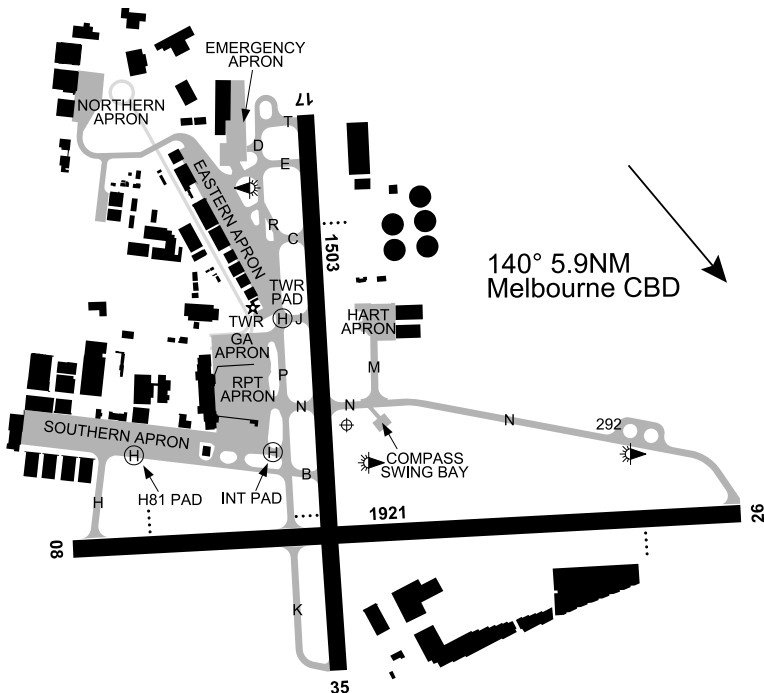 EMERGENCY
APRON
NORTHERN
APRON
17
T
D
E
EASTERN APRON
R
C
1503
140° 5.9NM
Melbourne CBD
TWR
PAD
H
J
TWR
HART
APRON
GA
APRON
P
M
RPT
APRON
N
N
N
292
SOUTHERN APRON
H
H
COMPASS
SWING BAY
B
H
H81 PAD
INT PAD
1921
26
08
K
35